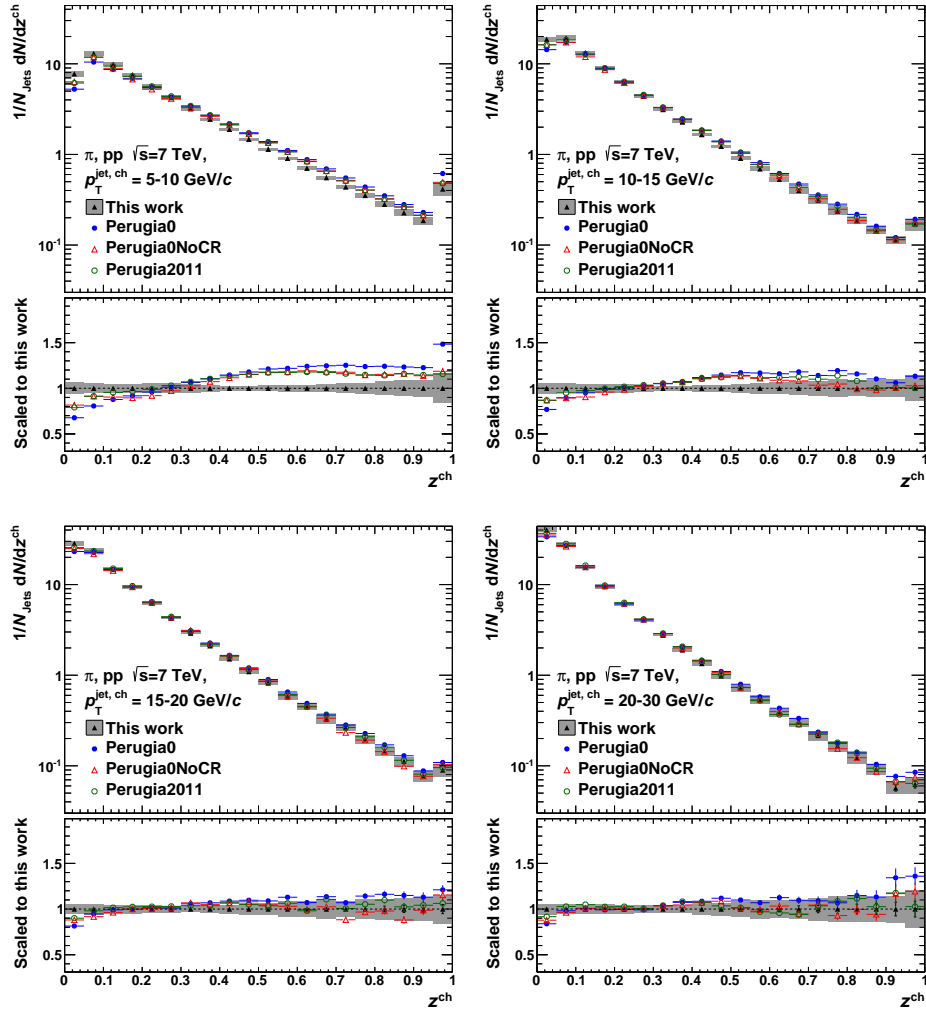 1/N_Jets dN/dz^ch
10
1
10^-1
π, pp √s=7 TeV,
p_T^jet, ch = 5-10 GeV/c
This work
Perugia0
Perugia0NoCR
Perugia2011
Scaled to this work
1.5
1
0.5
0 0.1 0.2 0.3 0.4 0.5 0.6 0.7 0.8 0.9 1
z^ch
1/N_Jets dN/dz^ch
10
1
10^-1
π, pp √s=7 TeV,
p_T^jet, ch = 10-15 GeV/c
This work
Perugia0
Perugia0NoCR
Perugia2011
Scaled to this work
1.5
1
0.5
0 0.1 0.2 0.3 0.4 0.5 0.6 0.7 0.8 0.9 1
z^ch
1/N_Jets dN/dz^ch
10
1
10^-1
π, pp √s=7 TeV,
p_T^jet, ch = 15-20 GeV/c
This work
Perugia0
Perugia0NoCR
Perugia2011
Scaled to this work
1.5
1
0.5
0 0.1 0.2 0.3 0.4 0.5 0.6 0.7 0.8 0.9 1
z^ch
1/N_Jets dN/dz^ch
10
1
10^-1
π, pp √s=7 TeV,
p_T^jet, ch = 20-30 GeV/c
This work
Perugia0
Perugia0NoCR
Perugia2011
Scaled to this work
1.5
1
0.5
0 0.1 0.2 0.3 0.4 0.5 0.6 0.7 0.8 0.9 1
z^ch